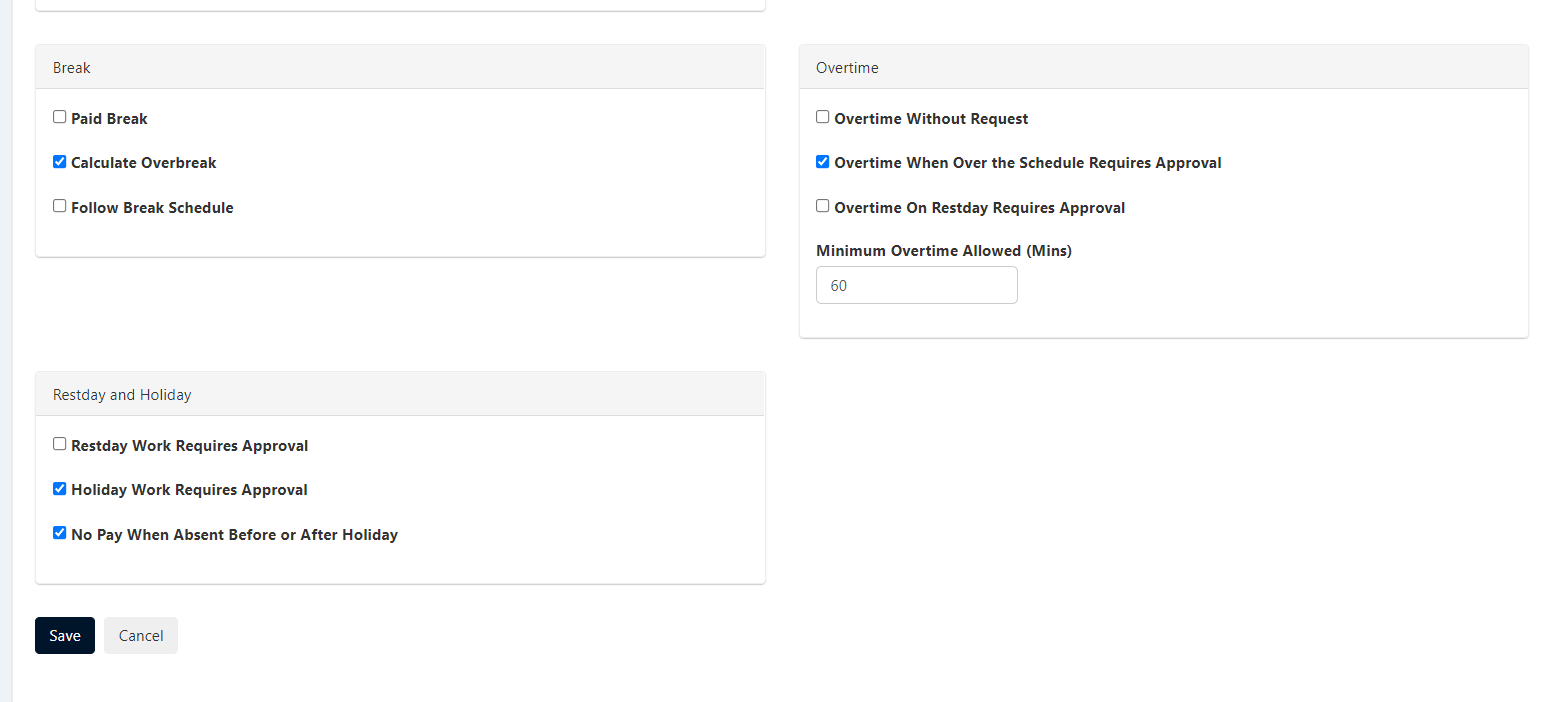 Break
Paid Break
Calculate Overbreak
Follow Break Schedule
Overtime
Overtime Without Request
Overtime When Over the Schedule Requires Approval
Overtime On Restday Requires Approval
Minimum Overtime Allowed (Mins)
60
Restday and Holiday
Restday Work Requires Approval
Holiday Work Requires Approval
No Pay When Absent Before or After Holiday
Save Cancel